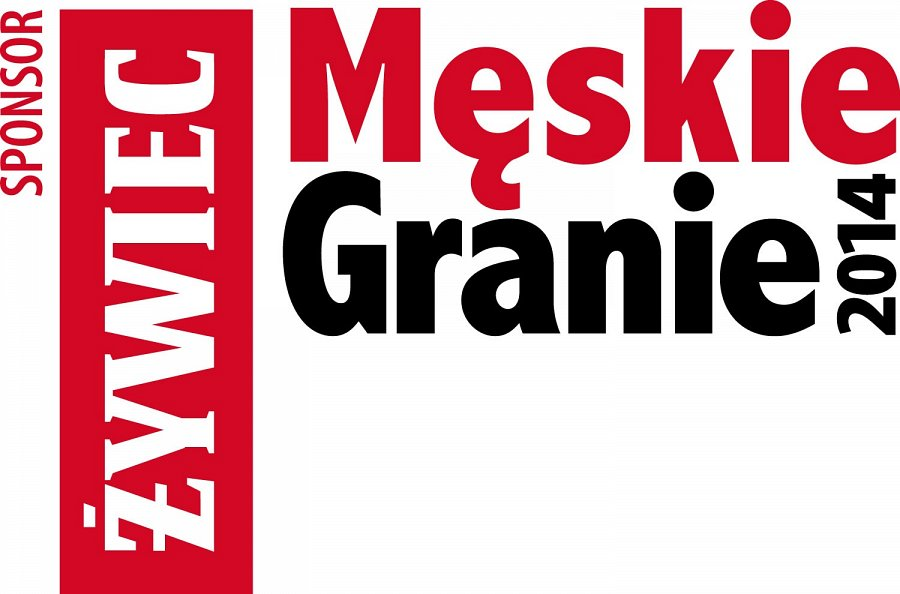 SPONSOR
ŻYWIEC
Męskie
Granie
2014